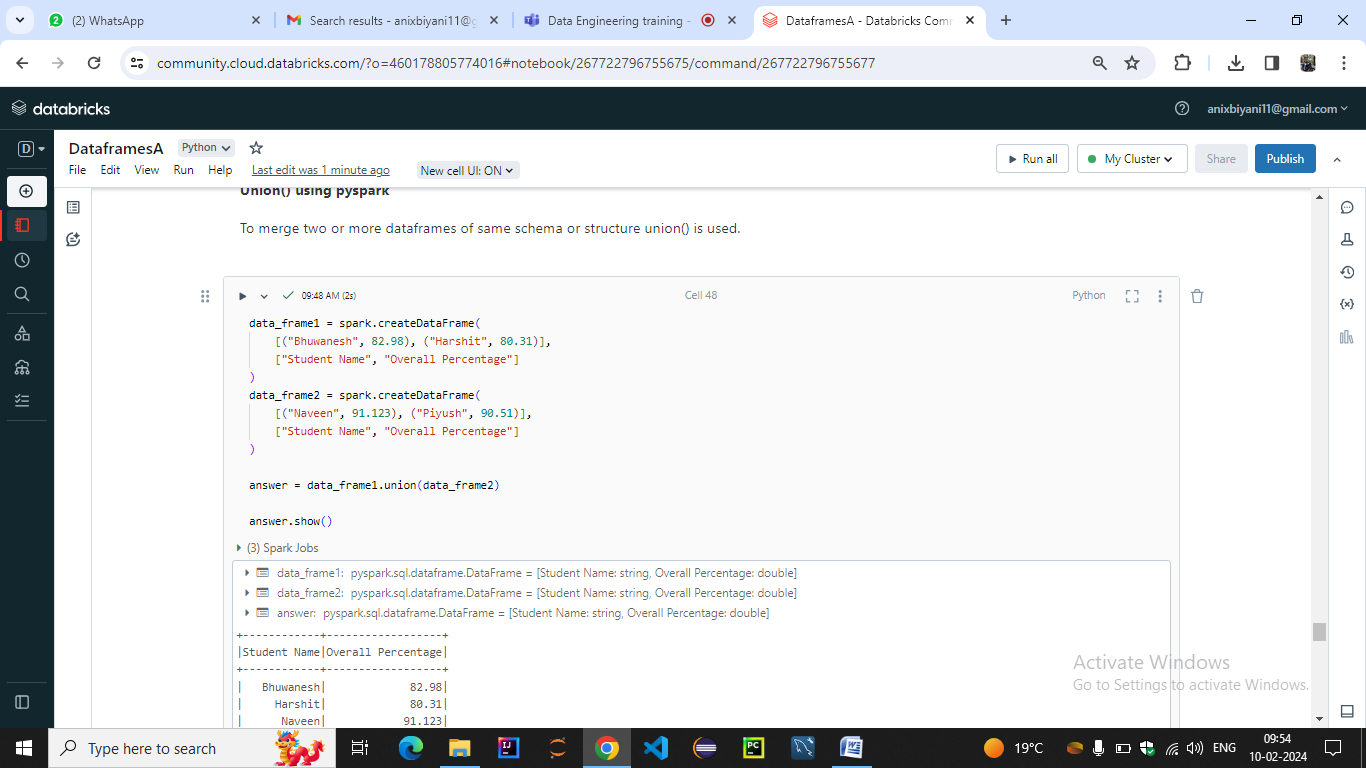 (2) WhatsApp
Search results - anixbiyani11@g
Data Engineering training -
DataframesA - Databricks Comm
community.cloud.databricks.com/?o=460178805774016#notebook/267722796755675/command/267722796755677
databricks
anixbiyani11@gmail.com
D
DataframesA
Python
File Edit View Run Help Last edit was 1 minute ago New cell UI: ON
Run all
My Cluster
Share
Publish
Union() using pyspark
To merge two or more dataframes of same schema or structure union() is used.
09:48 AM (2s)
Cell 48
Python
data_frame1 = spark.createDataFrame(
[("Bhuwanesh", 82.98), ("Harshit", 80.31)],
["Student Name", "Overall Percentage"]
)
data_frame2 = spark.createDataFrame(
[("Naveen", 91.123), ("Piyush", 90.51)],
["Student Name", "Overall Percentage"]
)
answer = data_frame1.union(data_frame2)
answer.show()
(3) Spark Jobs
data_frame1: pyspark.sql.dataframe.DataFrame = [Student Name: string, Overall Percentage: double]
data_frame2: pyspark.sql.dataframe.DataFrame = [Student Name: string, Overall Percentage: double]
answer: pyspark.sql.dataframe.DataFrame = [Student Name: string, Overall Percentage: double]
+------------+------------------+
|Student Name|Overall Percentage|
+------------+------------------+
|   Bhuwanesh|             82.98|
|     Harshit|             80.31|
|      Naveen|            91.123|
Activate Windows
Go to Settings to activate Windows.
Type here to search
19°C
ENG
09:54
10-02-2024